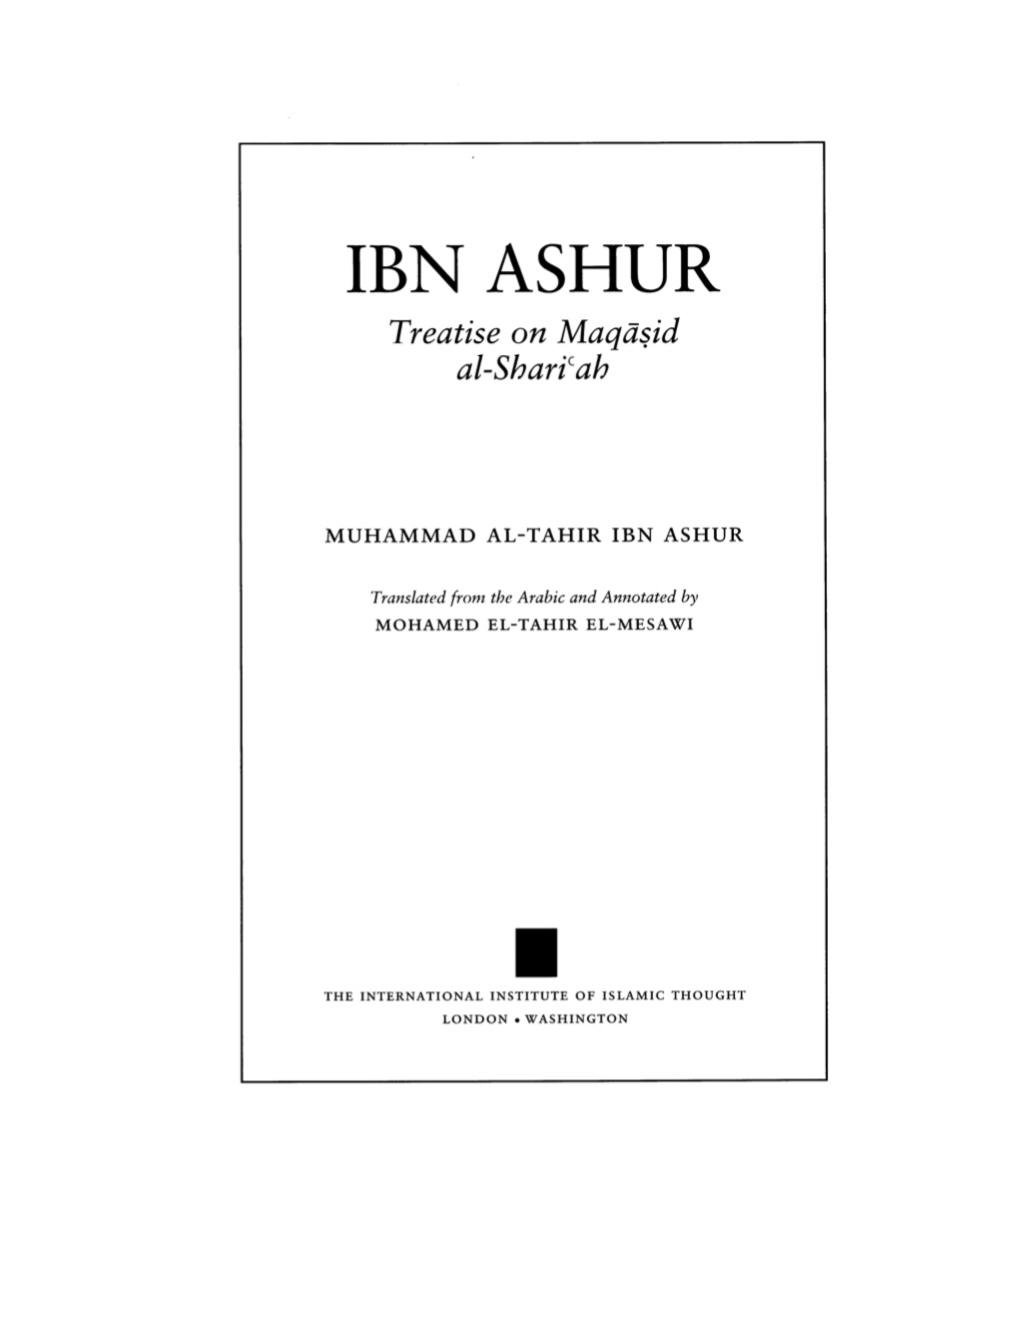 IBN ASHUR
Treatise on Maqāṣid
al-Shariʿah
MUHAMMAD AL-TAHIR IBN ASHUR
Translated from the Arabic and Annotated by
MOHAMED EL-TAHIR EL-MESAWI
THE INTERNATIONAL INSTITUTE OF ISLAMIC THOUGHT
LONDON • WASHINGTON